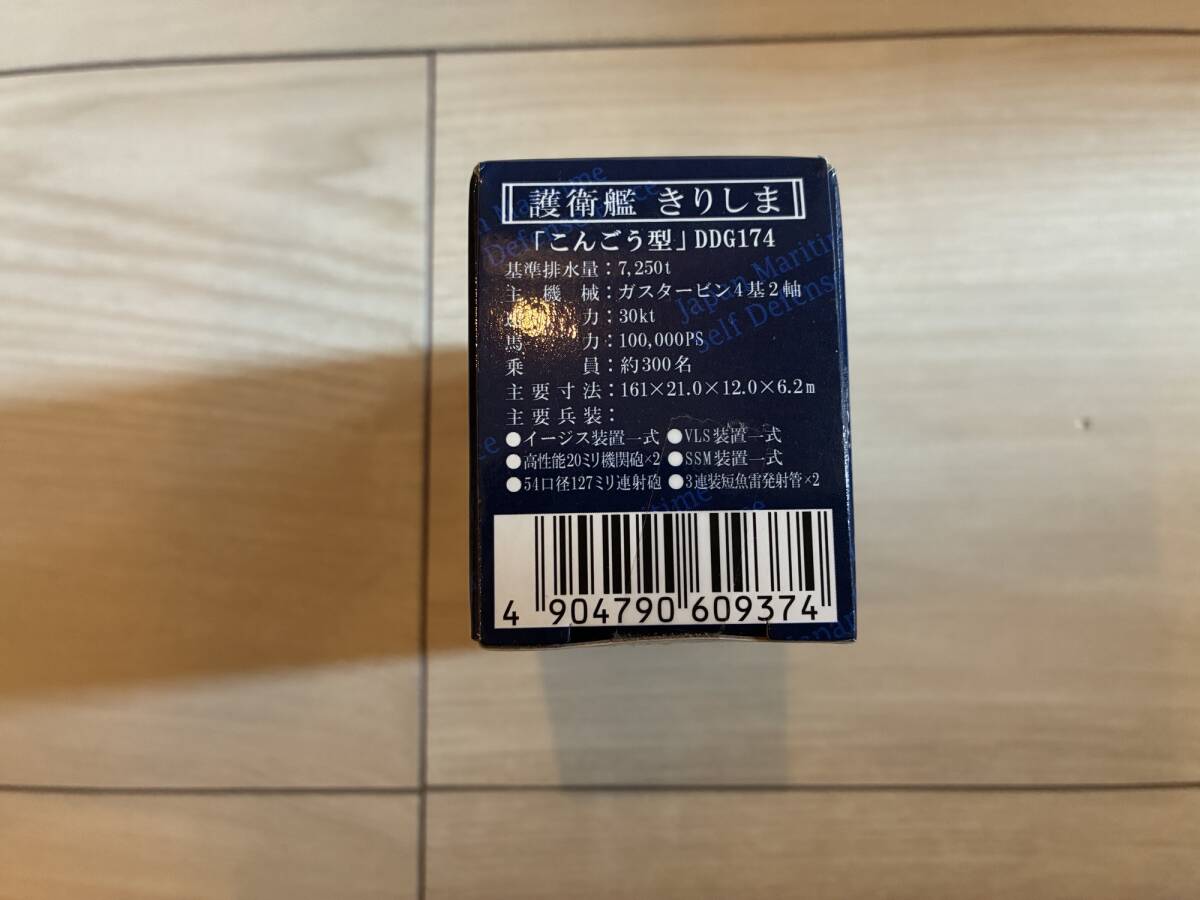 護衛艦 きりしま
「こんごう型」DDG174
基準排水量：7,250t
主機械：ガスタービン4基2軸
速力：30kt
馬力：100,000PS
乗員：約300名
主要寸法：161×21.0×12.0×6.2m
主要兵装：
●イージス装置一式 ●VLS装置一式
●高性能20ミリ機関砲×2 ●SSM装置一式
●54口径127ミリ連射砲 ●3連装短魚雷発射管×2
Japan Maritime
Self Defense
4 904790 609374